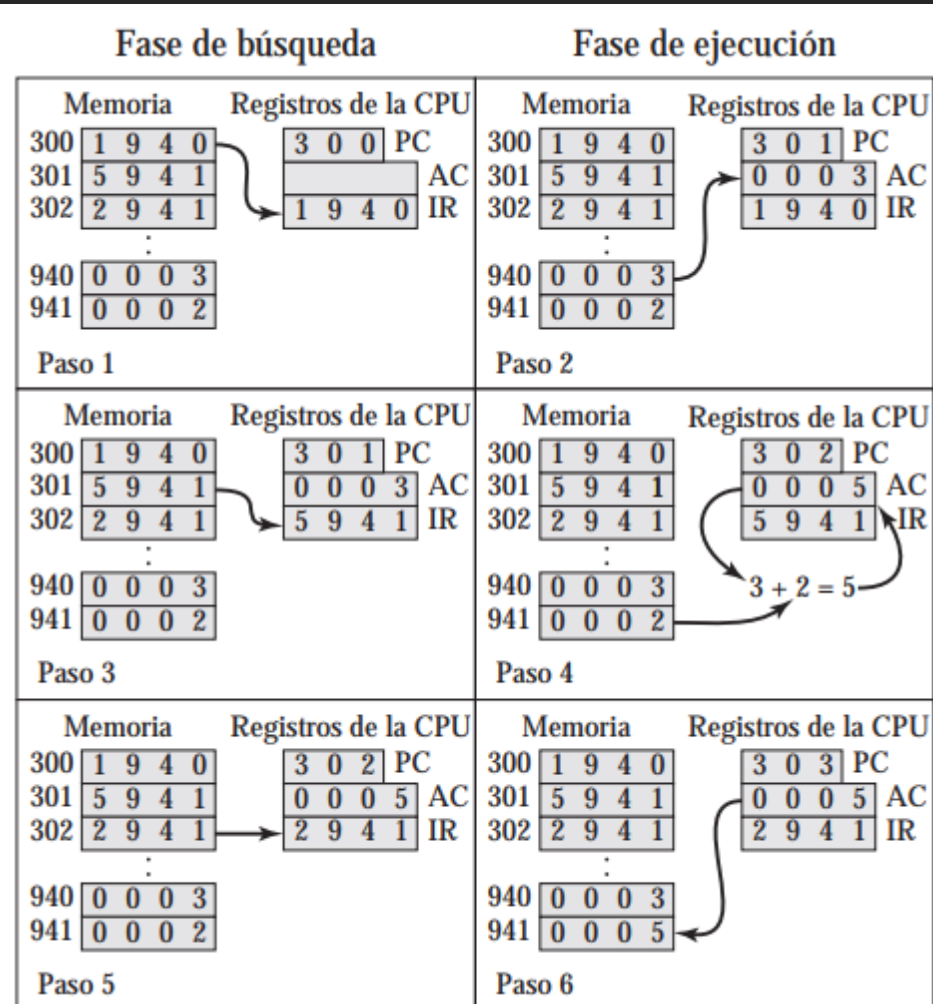 Fase de búsqueda
Fase de ejecución
Memoria Registros de la CPU
300 1 9 4 0 3 0 0 PC
301 5 9 4 1 AC
302 2 9 4 1 1 9 4 0 IR
:
940 0 0 0 3
941 0 0 0 2
Paso 1
Memoria Registros de la CPU
300 1 9 4 0 3 0 1 PC
301 5 9 4 1 0 0 0 3 AC
302 2 9 4 1 1 9 4 0 IR
:
940 0 0 0 3
941 0 0 0 2
Paso 2
Memoria Registros de la CPU
300 1 9 4 0 3 0 1 PC
301 5 9 4 1 0 0 0 3 AC
302 2 9 4 1 5 9 4 1 IR
:
940 0 0 0 3
941 0 0 0 2
Paso 3
Memoria Registros de la CPU
300 1 9 4 0 3 0 2 PC
301 5 9 4 1 0 0 0 5 AC
302 2 9 4 1 5 9 4 1 IR
:
940 0 0 0 3 3 + 2 = 5
941 0 0 0 2
Paso 4
Memoria Registros de la CPU
300 1 9 4 0 3 0 2 PC
301 5 9 4 1 0 0 0 5 AC
302 2 9 4 1 2 9 4 1 IR
:
940 0 0 0 3
941 0 0 0 2
Paso 5
Memoria Registros de la CPU
300 1 9 4 0 3 0 3 PC
301 5 9 4 1 0 0 0 5 AC
302 2 9 4 1 2 9 4 1 IR
:
940 0 0 0 3
941 0 0 0 5
Paso 6